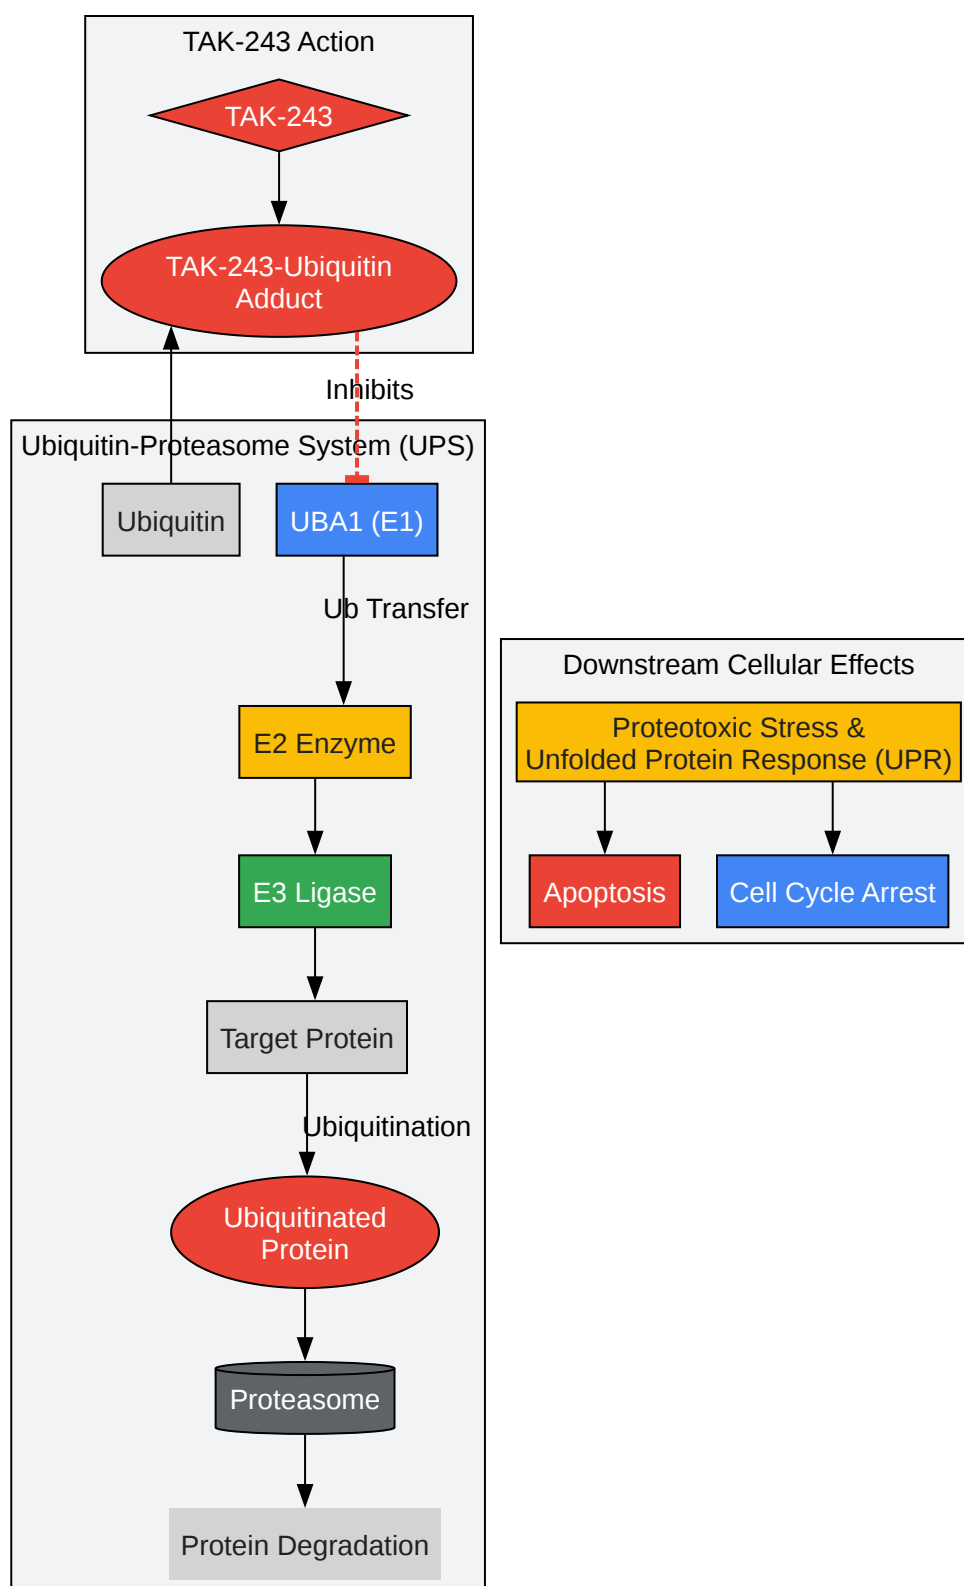 TAK-243 Action
TAK-243
TAK-243-Ubiquitin
Adduct
Inhibits
Ubiquitin-Proteasome System (UPS)
Ubiquitin
UBA1 (E1)
Ub Transfer
E2 Enzyme
E3 Ligase
Target Protein
Ubiquitination
Ubiquitinated
Protein
Proteasome
Protein Degradation
Downstream Cellular Effects
Proteotoxic Stress &
Unfolded Protein Response (UPR)
Apoptosis
Cell Cycle Arrest